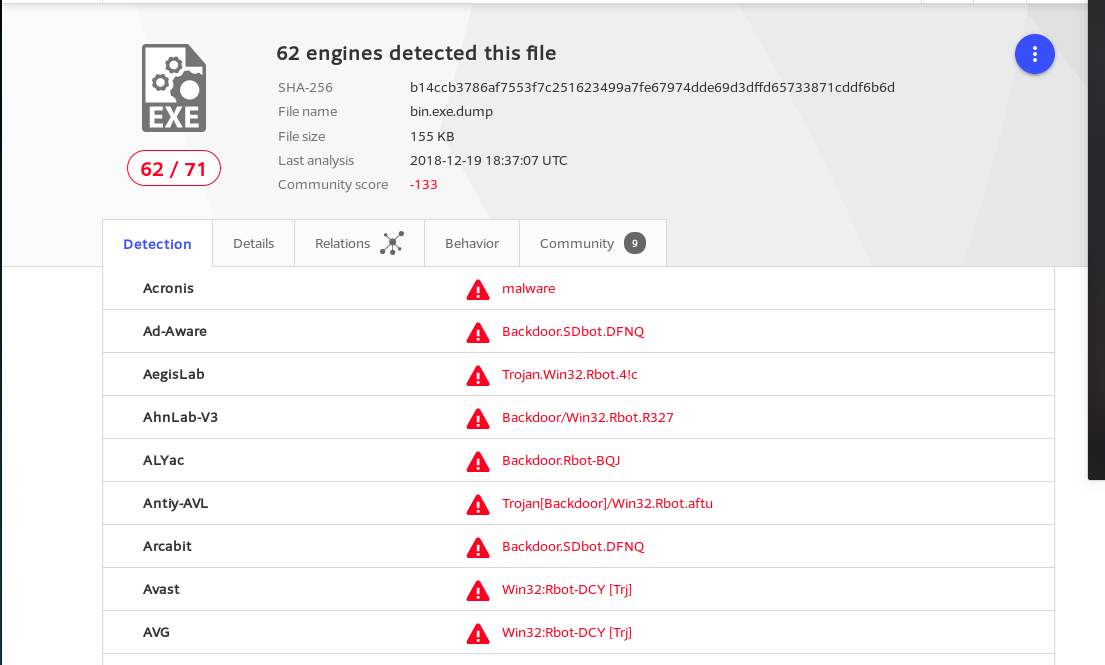 62 engines detected this file
EXE
62 / 71
SHA-256 b14ccb3786af7553f7c251623499a7fe67974dde69d3dffd65733871cddf6b6d
File name bin.exe.dump
File size 155 KB
Last analysis 2018-12-19 18:37:07 UTC
Community score -133
Detection Details Relations Behavior Community 9
Acronis malware
Ad-Aware Backdoor.SDbot.DFNQ
AegisLab Trojan.Win32.Rbot.4!c
AhnLab-V3 Backdoor/Win32.Rbot.R327
ALYac Backdoor.Rbot-BQJ
Antiy-AVL Trojan[Backdoor]/Win32.Rbot.aftu
Arcabit Backdoor.SDbot.DFNQ
Avast Win32:Rbot-DCY [Trj]
AVG Win32:Rbot-DCY [Trj]